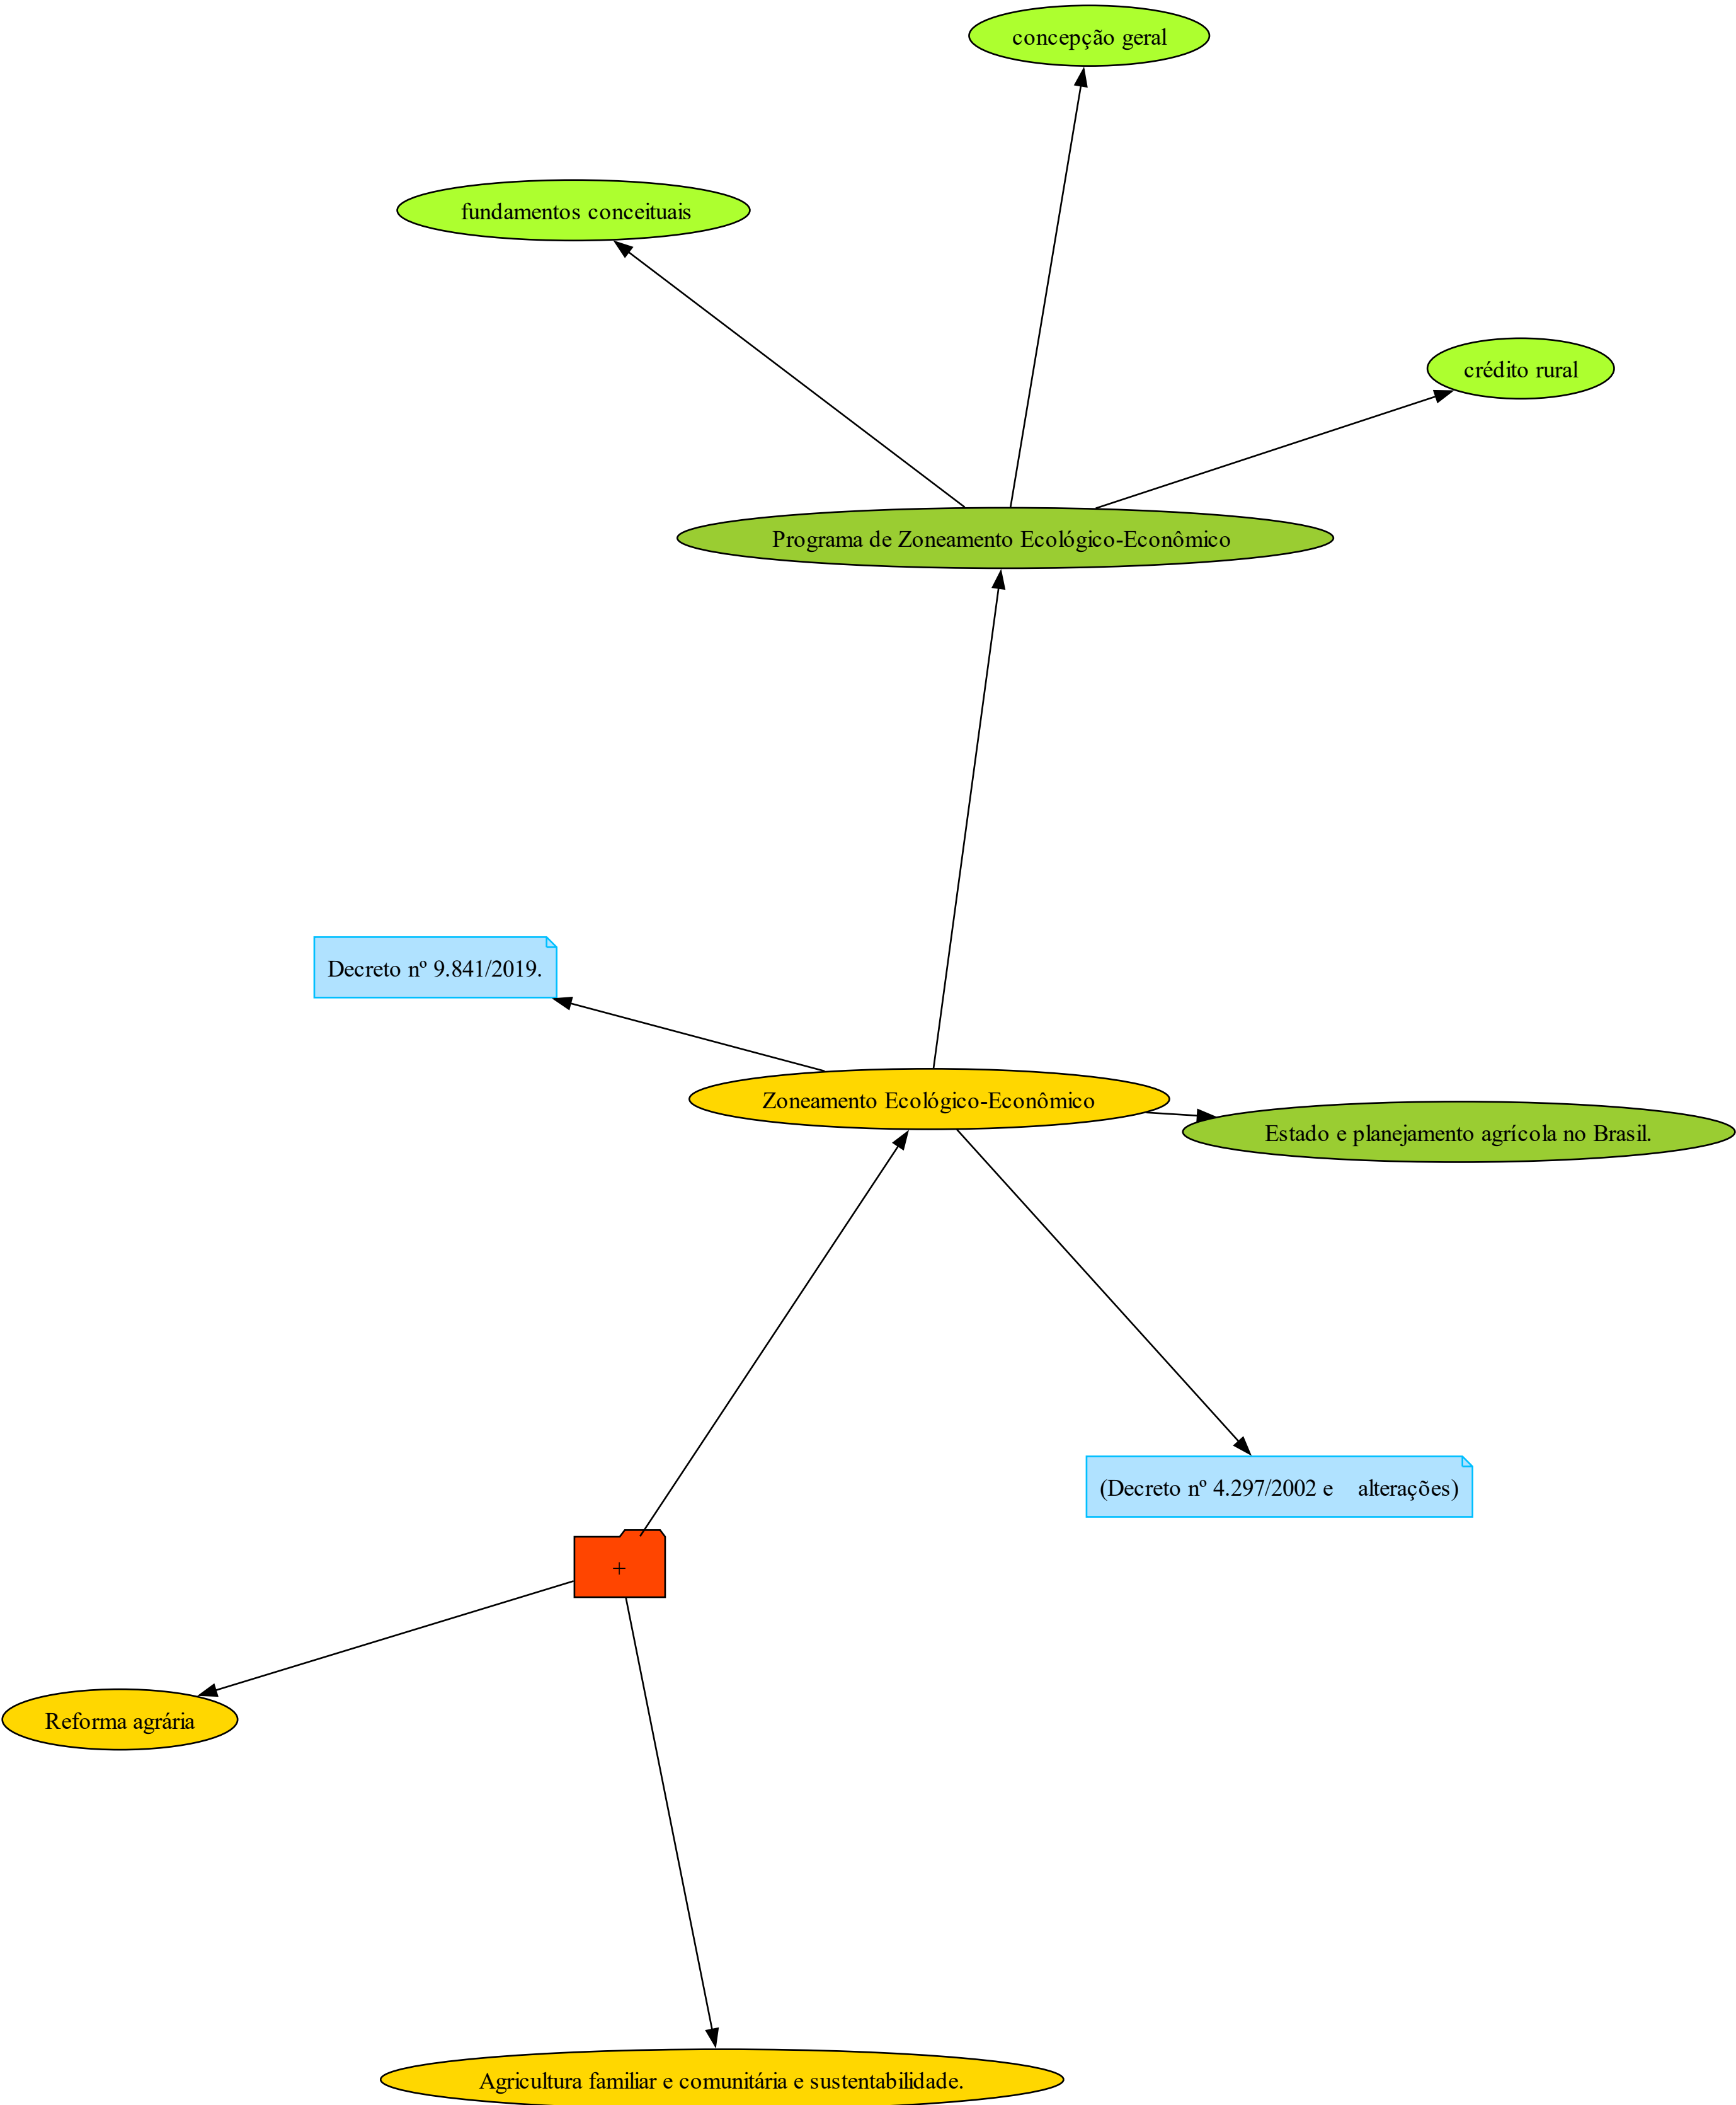 concepção geral
fundamentos conceituais
crédito rural
Programa de Zoneamento Ecológico-Econômico
Decreto nº 9.841/2019.
Zoneamento Ecológico-Econômico
Estado e planejamento agrícola no Brasil.
(Decreto nº 4.297/2002 e    alterações)
+
Reforma agrária
Agricultura familiar e comunitária e sustentabilidade.